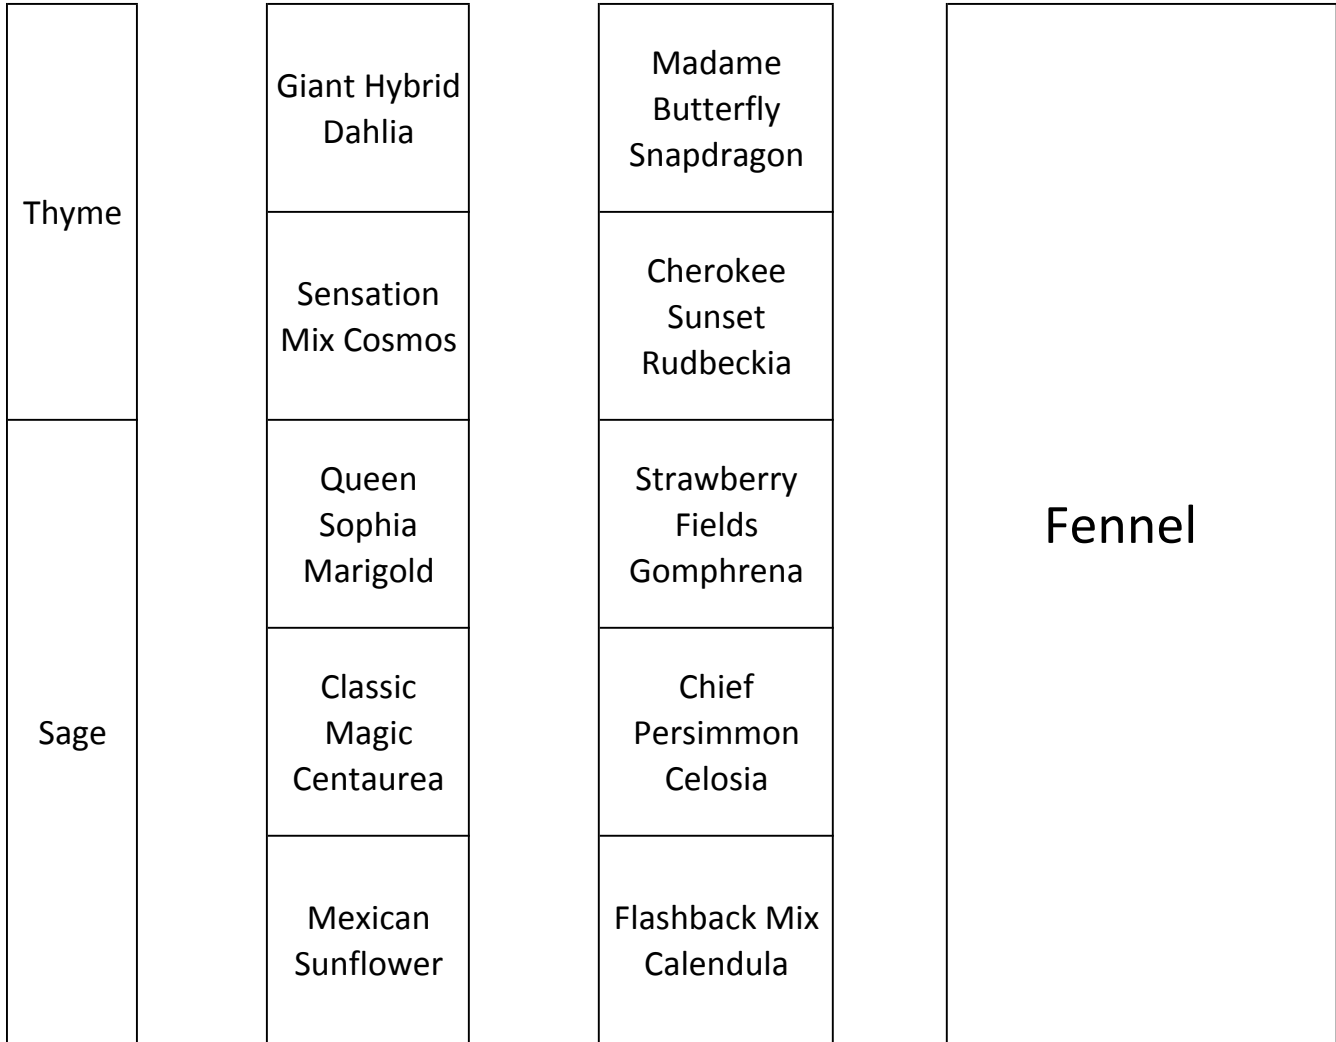 Thyme
Sage
Giant Hybrid
Dahlia
Sensation
Mix Cosmos
Queen
Sophia
Marigold
Classic
Magic
Centaurea
Mexican
Sunflower
Madame
Butterfly
Snapdragon
Cherokee
Sunset
Rudbeckia
Strawberry
Fields
Gomphrena
Chief
Persimmon
Celosia
Flashback Mix
Calendula
Fennel